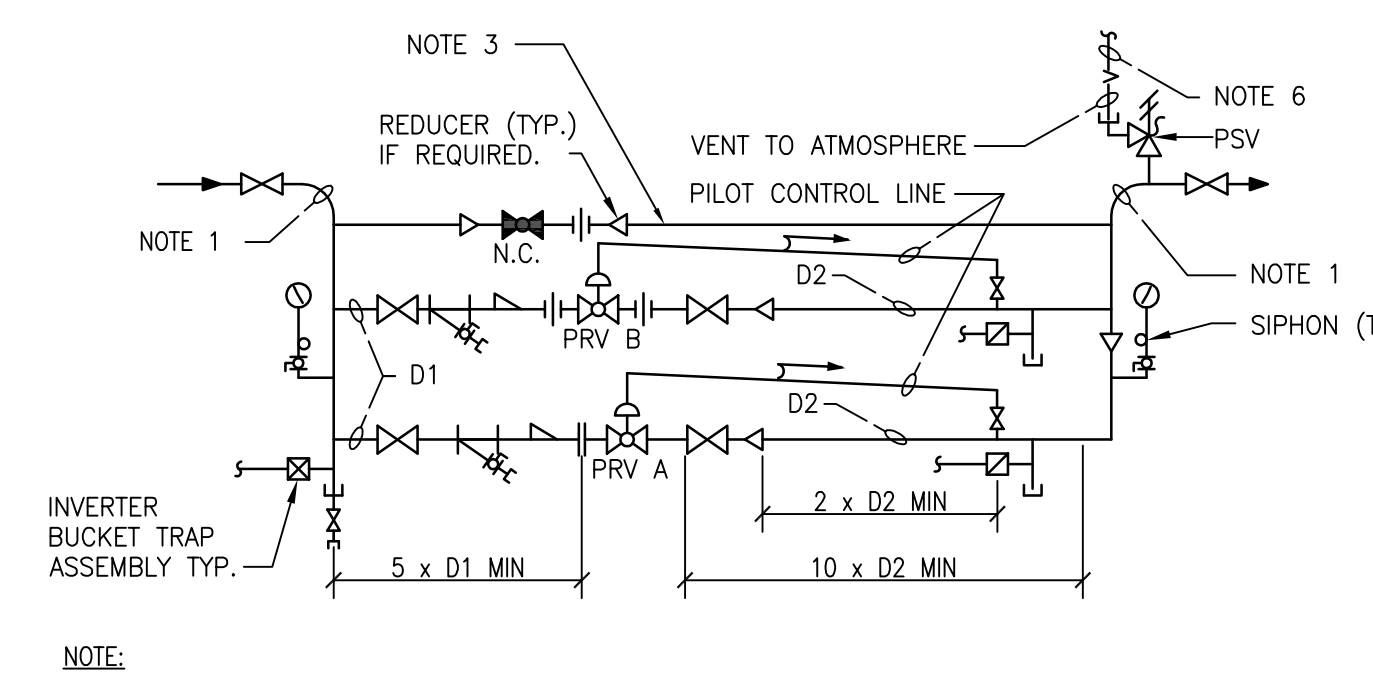 NOTE 3
NOTE 6
REDUCER (TYP.)
IF REQUIRED.
VENT TO ATMOSPHERE
PSV
PILOT CONTROL LINE
NOTE 1
N.C.
D2
NOTE 1
PRV B
SIPHON (T
D1
D2
PRV A
INVERTER
BUCKET TRAP
ASSEMBLY TYP.
2 x D2 MIN
5 x D1 MIN
10 x D2 MIN
NOTE: